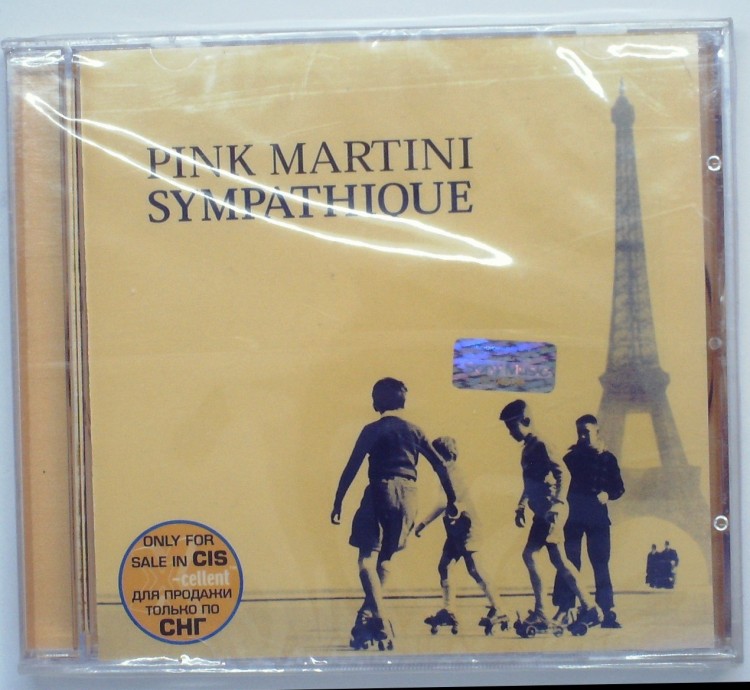 PINK MARTINI
SYMPATHIQUE
ONLY FOR
SALE IN CIS
-cellent
ДЛЯ ПРОДАЖИ
ТОЛЬКО ПО
СНГ